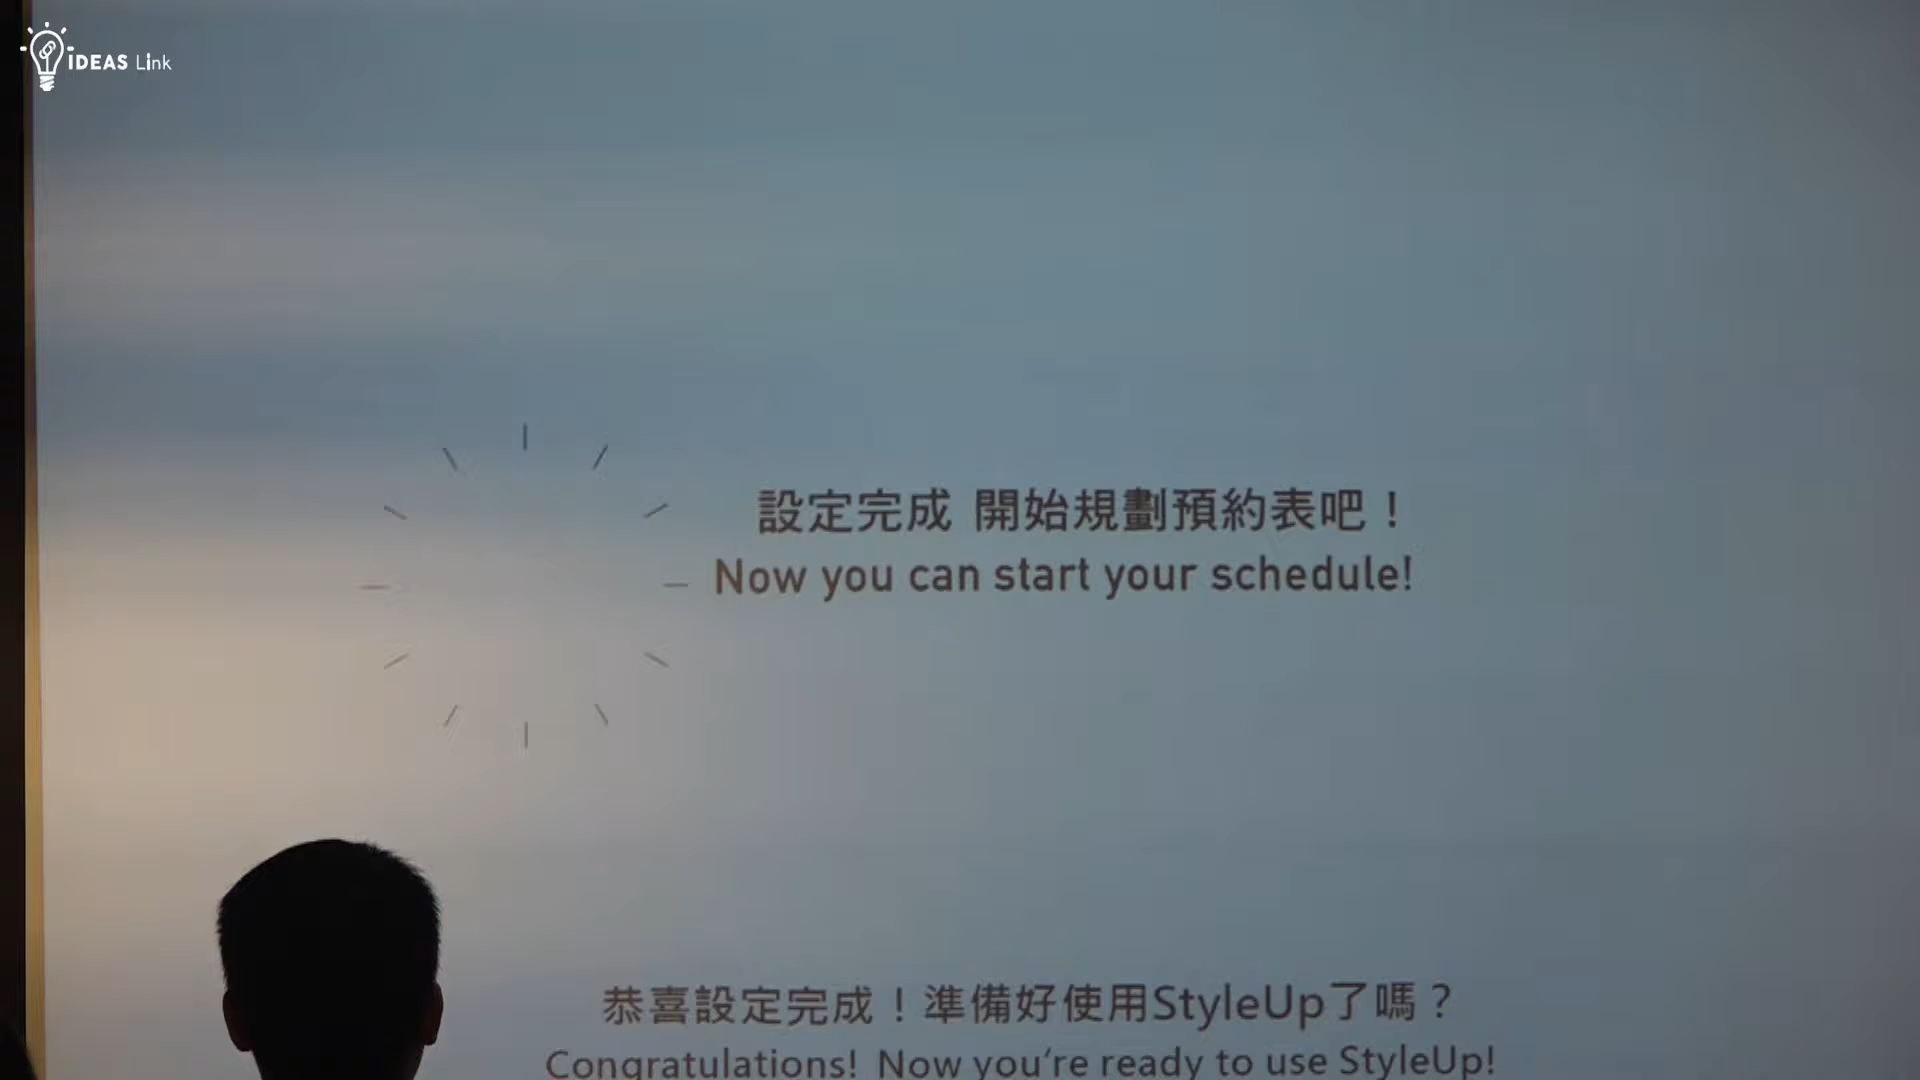 IDEAS Link
設定完成 開始規劃預約表吧！
Now you can start your schedule!
恭喜設定完成！準備好使用StyleUp了嗎？
Congratulations! Now you're ready to use StyleUp!